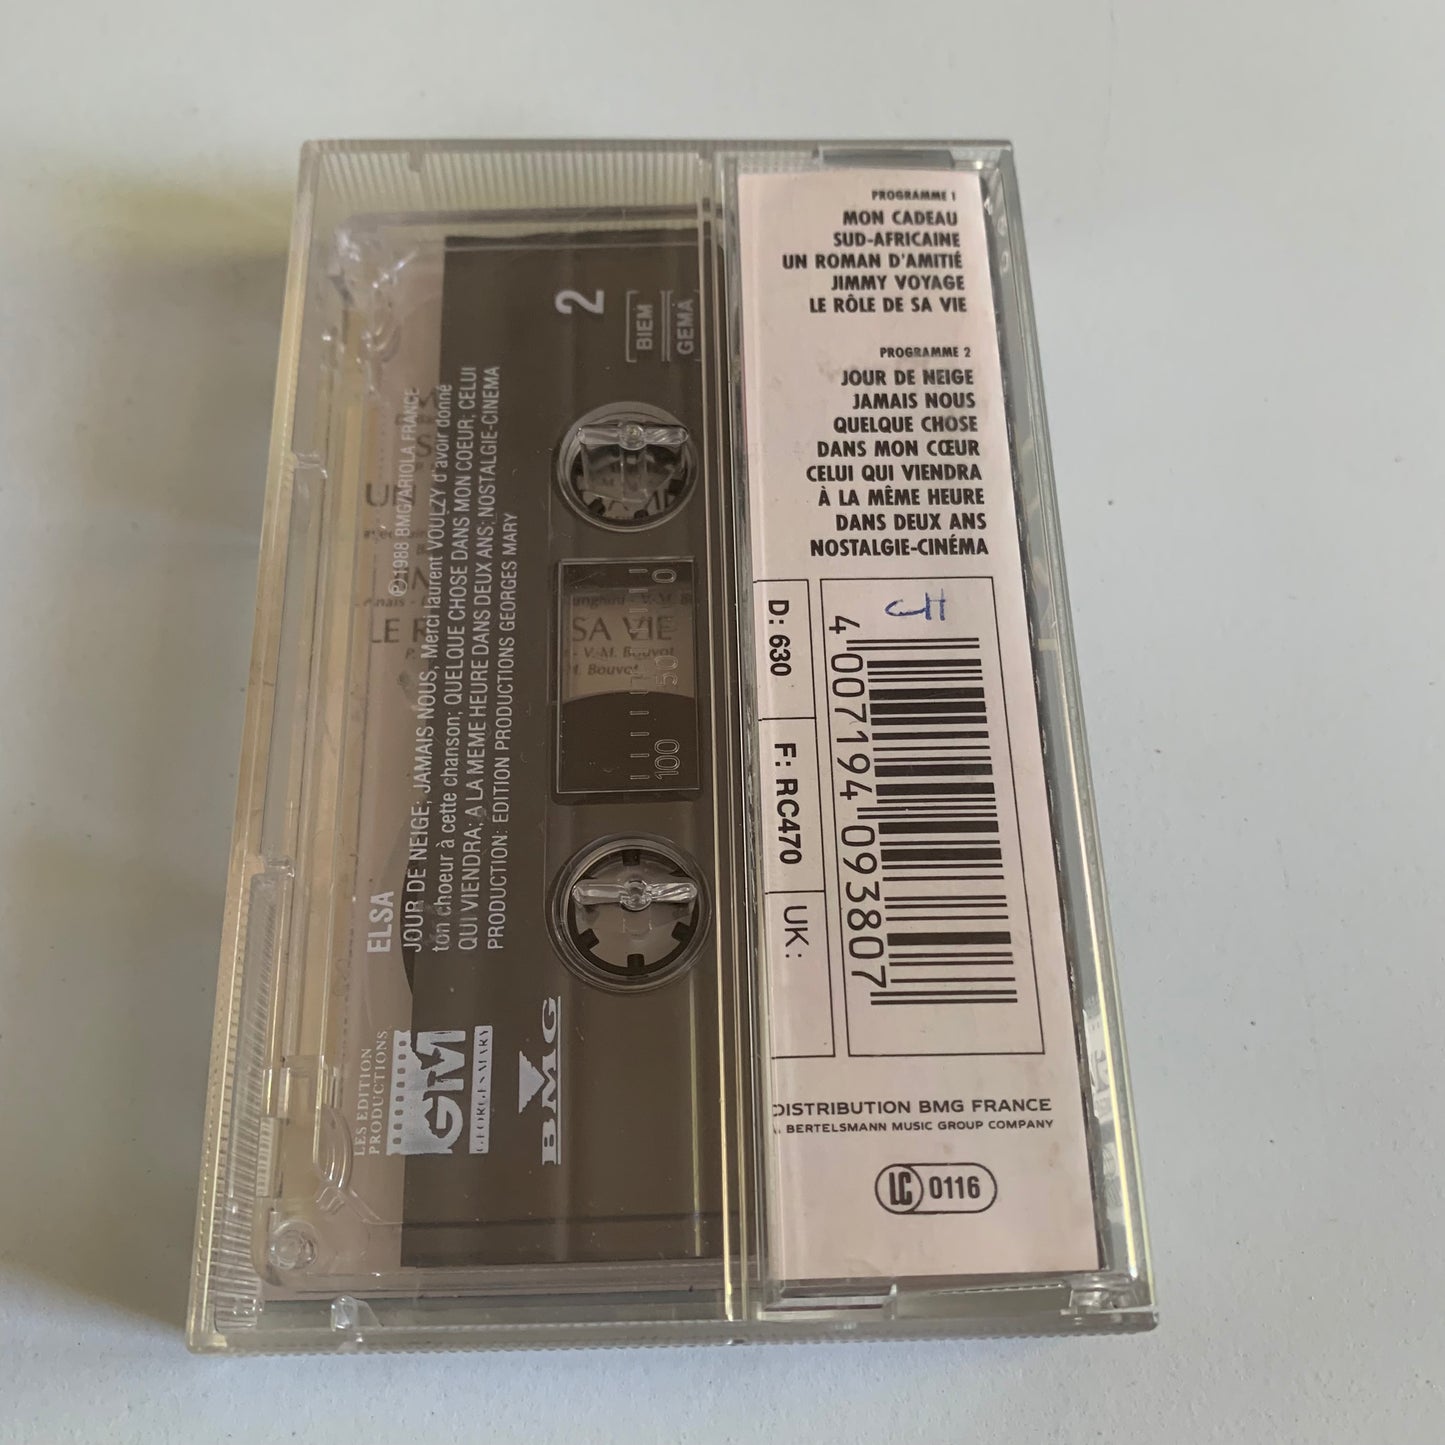 PROGRAMME 1
MON CADEAU
SUD-AFRICAINE
UN ROMAN D'AMITIÉ
JIMMY VOYAGE
LE RÔLE DE SA VIE
PROGRAMME 2
JOUR DE NEIGE
JAMAIS NOUS
QUELQUE CHOSE
DANS MON CŒUR
CELUI QUI VIENDRA
À LA MÊME HEURE
DANS DEUX ANS
NOSTALGIE-CINÉMA
D: 630
F: RC470
UK:
4 007194 093807
DISTRIBUTION BMG FRANCE
A BERTELSMANN MUSIC GROUP COMPANY
LC 0116
2
BIEM
GEMA
ELSA
℗1988 BMG/ARIOLA FRANCE
JOUR DE NEIGE; JAMAIS NOUS, Merci laurent VOULZY d'avoir donné
ton choeur à cette chanson; QUELQUE CHOSE DANS MON COEUR; CELUI
QUI VIENDRA; A LA MEME HEURE DANS DEUX ANS; NOSTALGIE-CINEMA
PRODUCTION: EDITION PRODUCTIONS GEORGES MARY
100 50 0
LES EDITION
PRODUCTIONS
GM
GEORGES MARY
BMG
SA VIE
V.-M. Bouvot
Bouvot